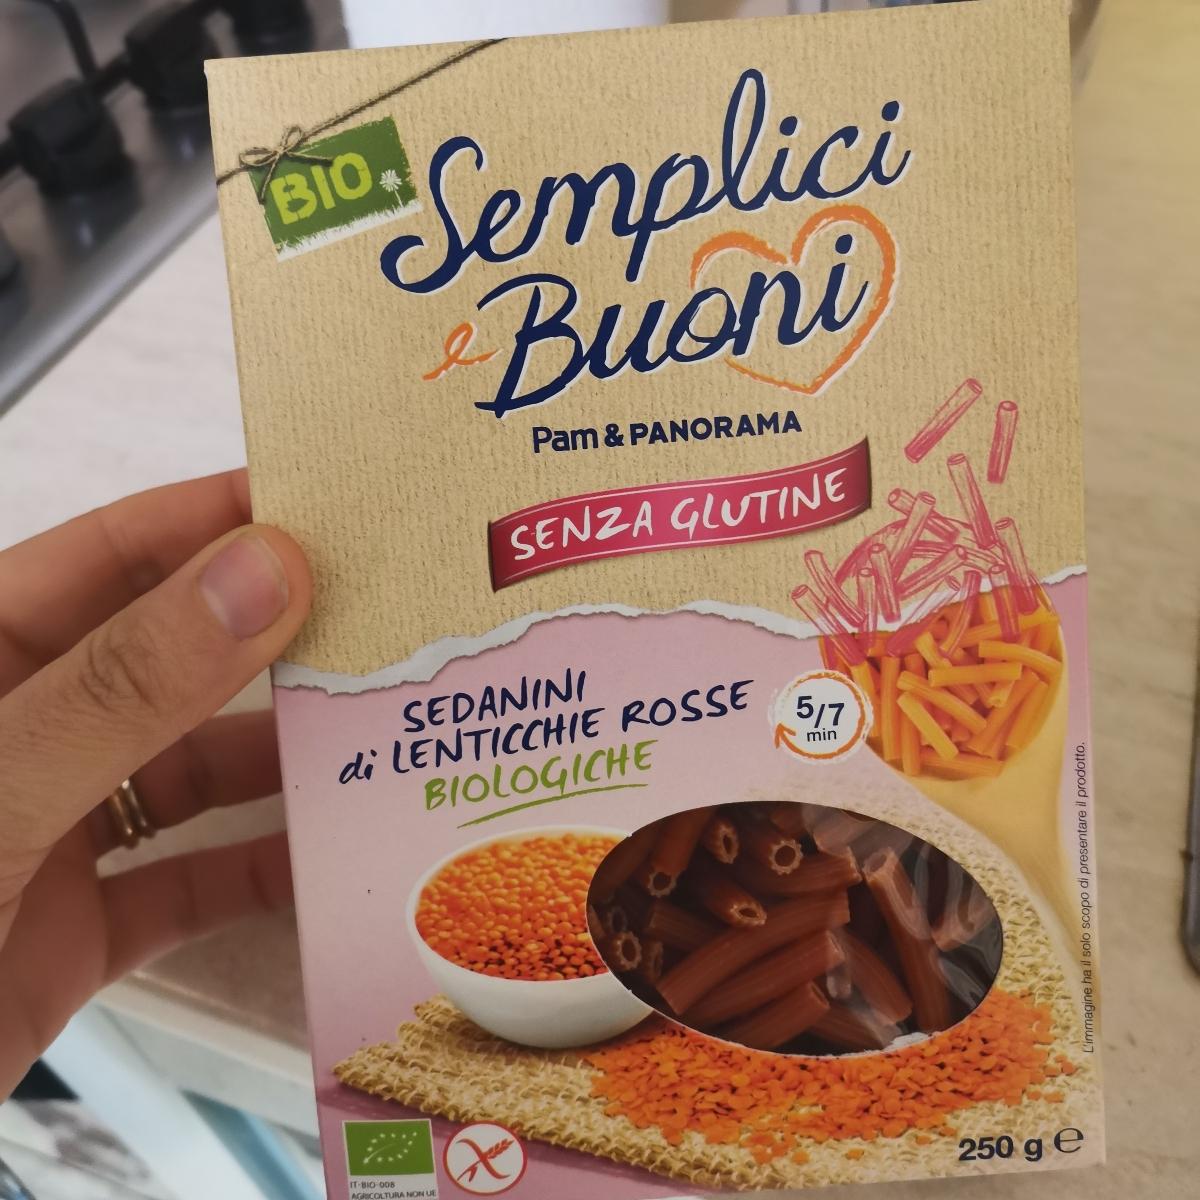 BIO
Semplici
e Buoni
Pam & PANORAMA
SENZA GLUTINE
SEDANINI
di LENTICCHIE ROSSE
BIOLOGICHE
5/7
min
L'immagine ha il solo scopo di presentare il prodotto.
250 g ℮
IT-BIO-008
AGRICOLTURA NON UE